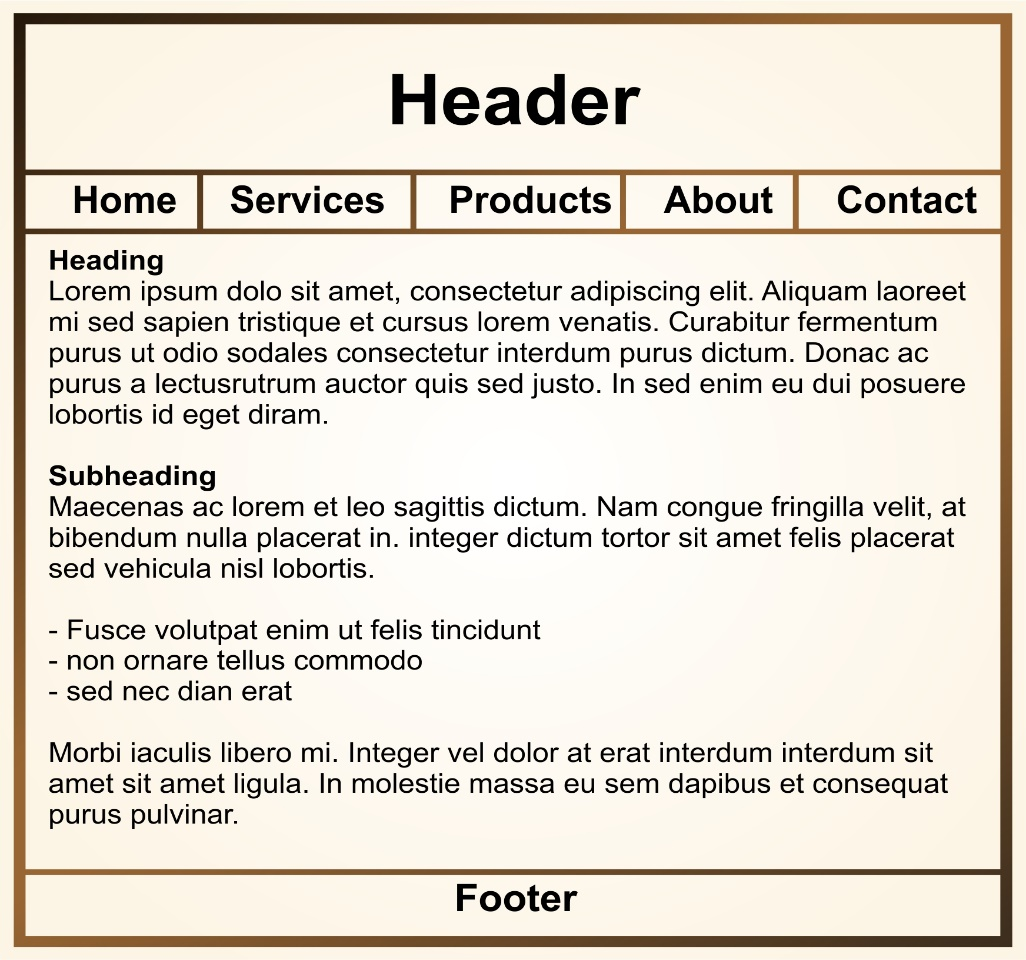 Header
Home Services Products About Contact
Heading
Lorem ipsum dolo sit amet, consectetur adipiscing elit. Aliquam laoreet
mi sed sapien tristique et cursus lorem venatis. Curabitur fermentum
purus ut odio sodales consectetur interdum purus dictum. Donac ac
purus a lectusrutrum auctor quis sed justo. In sed enim eu dui posuere
lobortis id eget diram.
Subheading
Maecenas ac lorem et leo sagittis dictum. Nam congue fringilla velit, at
bibendum nulla placerat in. integer dictum tortor sit amet felis placerat
sed vehicula nisl lobortis.
- Fusce volutpat enim ut felis tincidunt
- non ornare tellus commodo
- sed nec dian erat
Morbi iaculis libero mi. Integer vel dolor at erat interdum interdum sit
amet sit amet ligula. In molestie massa eu sem dapibus et consequat
purus pulvinar.
Footer